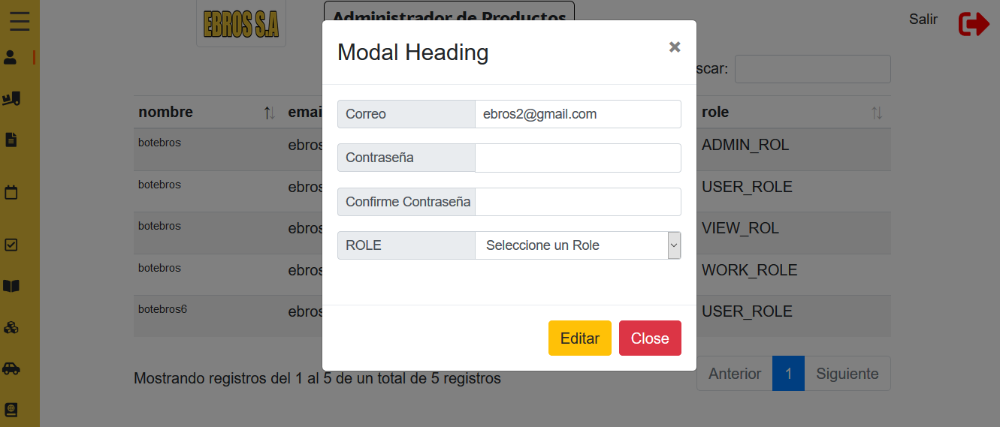 EBROS S.A
Administrador de Productos
Salir
Modal Heading
×
scar:
nombre
emai
role
Correo
ebros2@gmail.com
botebros
ebros
ADMIN_ROL
Contraseña
botebros
ebros
USER_ROLE
Confirme Contraseña
botebros
ebros
VIEW_ROL
ROLE
Seleccione un Role
botebros
ebros
WORK_ROLE
botebros6
ebros
USER_ROLE
Editar
Close
Mostrando registros del 1 al 5 de un total de 5 registros
Anterior
1
Siguiente